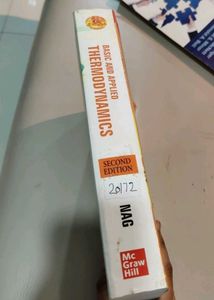 BASIC AND APPLIED
THERMODYNAMICS
SECOND
EDITION
20172
NAG
Mc
Graw
Hill